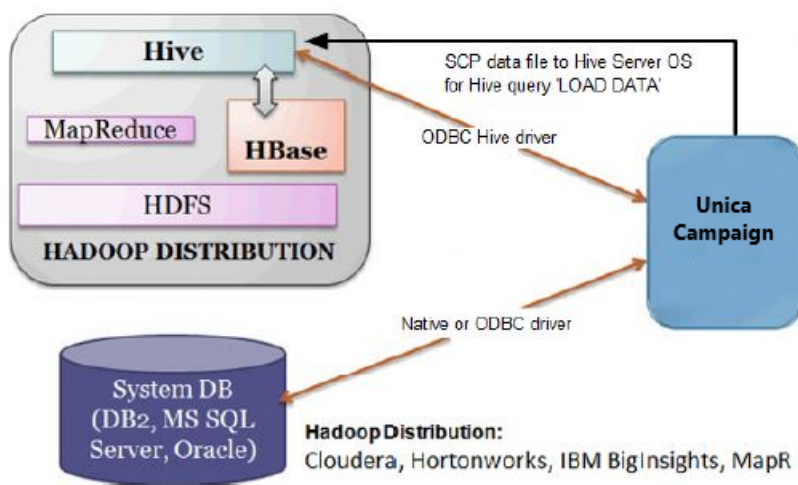 Hive
SCP data file to Hive Server OS
for Hive query 'LOAD DATA'
MapReduce
HBase
ODBC Hive driver
HDFS
HADOOP DISTRIBUTION
Unica
Campaign
Native or ODBC driver
System DB
(DB2, MS SQL
Server, Oracle)
Hadoop Distribution:
Cloudera, Hortonworks, IBM BigInsights, MapR